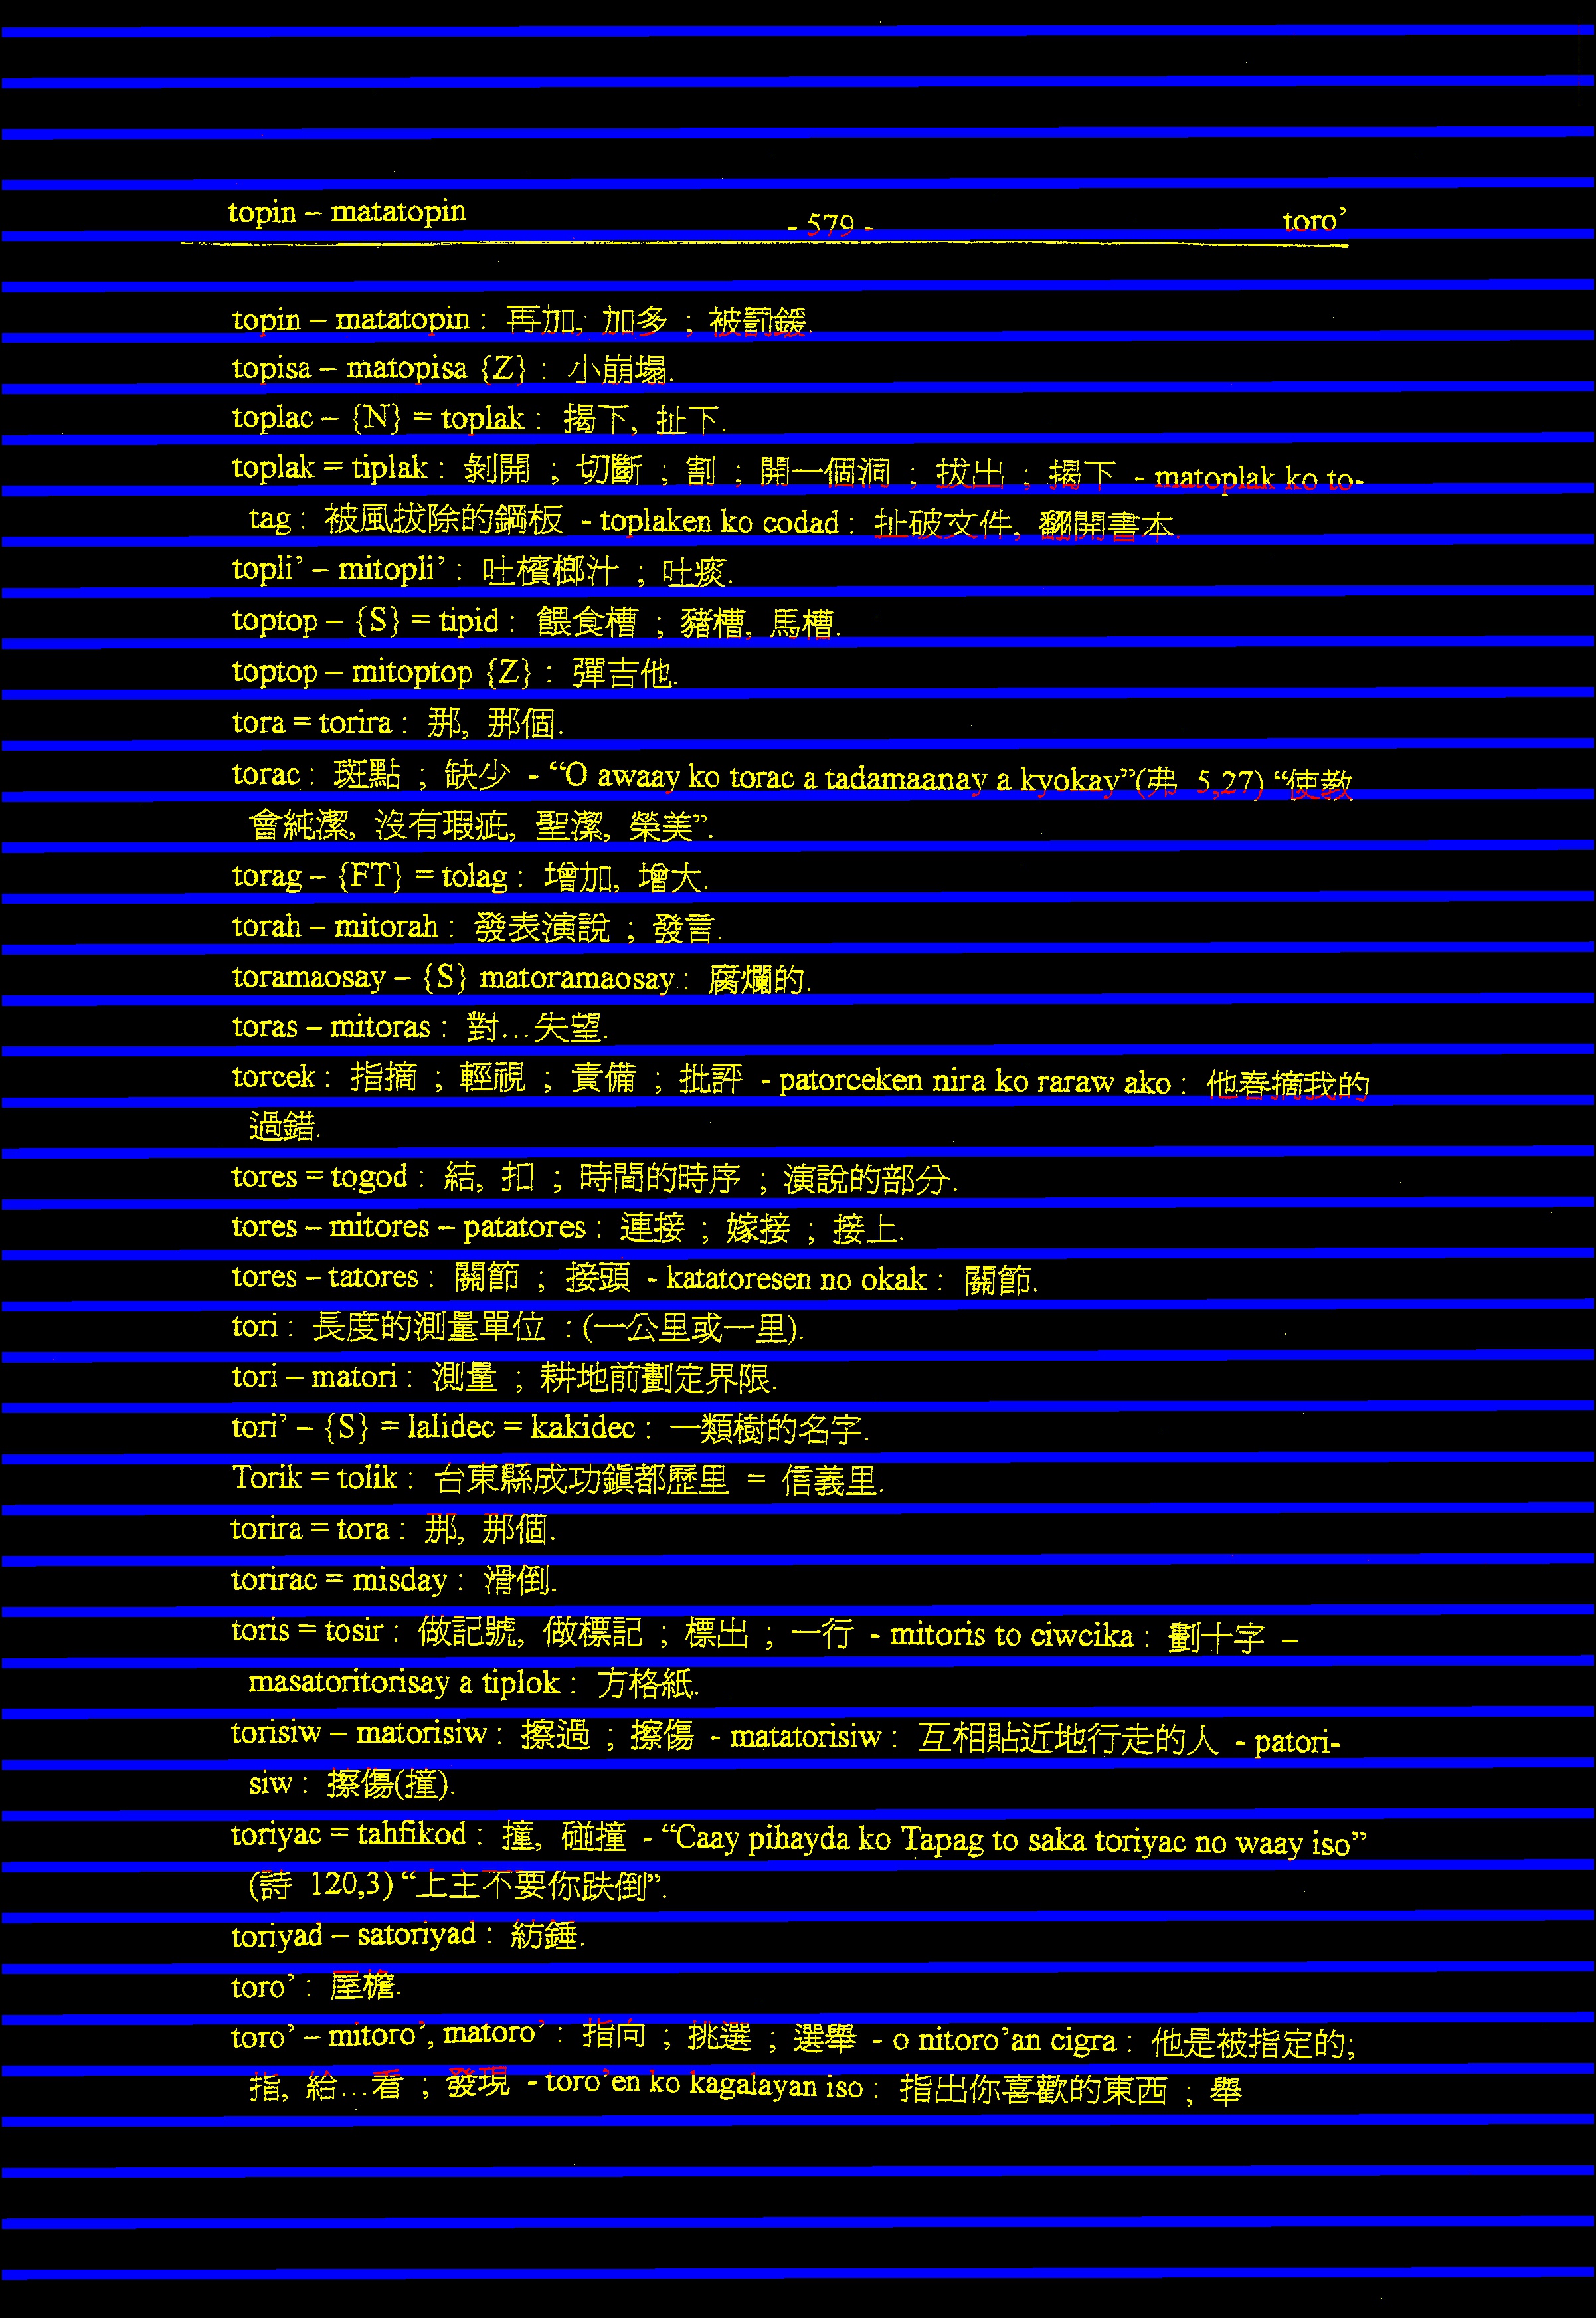 topin – matatopin - 579 - toro’
topin – matatopin : 再加, 加多 ; 被罰鍰.
topisa – matopisa {Z} : 小崩塌.
toplac – {N} = toplak : 揭下, 扯下.
toplak = tiplak : 剝開 ; 切斷 ; 割 ; 開一個洞 ; 拔出 ; 揭下 - matoplak ko to-
tag : 被風拔除的鋼板 - toplaken ko codad : 扯破文件, 翻開書本.
topli’ – mitopli’ : 吐檳榔汁 ; 吐痰.
toptop – {S} = tipid : 餵食槽 ; 豬槽, 馬槽.
toptop – mitoptop {Z} : 彈吉他.
tora = torira : 那, 那個.
torac : 斑點 ; 缺少 - “O awaay ko torac a tadamaanay a kyokay”(弗 5,27) “使教
會純潔, 沒有瑕疵, 聖潔, 榮美”.
torag – {FT} = tolag : 增加, 增大.
torah – mitorah : 發表演說 ; 發言.
toramaosay – {S} matoramaosay : 腐爛的.
toras – mitoras : 對…失望.
torcek : 指摘 ; 輕視 ; 責備 ; 批評 - patorceken nira ko raraw ako : 他春摘我的
過錯.
tores = togod : 結, 扣 ; 時間的時序 ; 演說的部分.
tores – mitores – patatores : 連接 ; 嫁接 ; 接上.
tores – tatores : 關節 ; 接頭 - katatoresen no okak : 關節.
tori : 長度的測量單位 : (一公里或一里).
tori – matori : 測量 ; 耕地前劃定界限.
tori’ – {S} = lalidec = kakidec : 一類樹的名字.
Torik = tolik : 台東縣成功鎮都歷里 = 信義里.
torira = tora : 那, 那個.
torirac = misday : 滑倒.
toris = tosir : 做記號, 做標記 ; 標出 ; 一行 - mitoris to ciwcika : 劃十字 –
masatoritorisay a tiplok : 方格紙.
torisiw – matorisiw : 擦過 ; 擦傷 - matatorisiw : 互相貼近地行走的人 - patori-
siw : 擦傷(撞).
toriyac = tahfikod : 撞, 碰撞 - “Caay pihayda ko Tapag to saka toriyac no waay iso”
(詩 120,3) “上主不要你跌倒”.
toriyad – satoriyad : 紡錘.
toro’ : 屋檐.
toro’ – mitoro’, matoro’ : 指向 ; 挑選 ; 選舉 - o nitoro’an cigra : 他是被指定的;
指, 給…看 ; 發現 - toro’en ko kagalayan iso : 指出你喜歡的東西 ; 舉